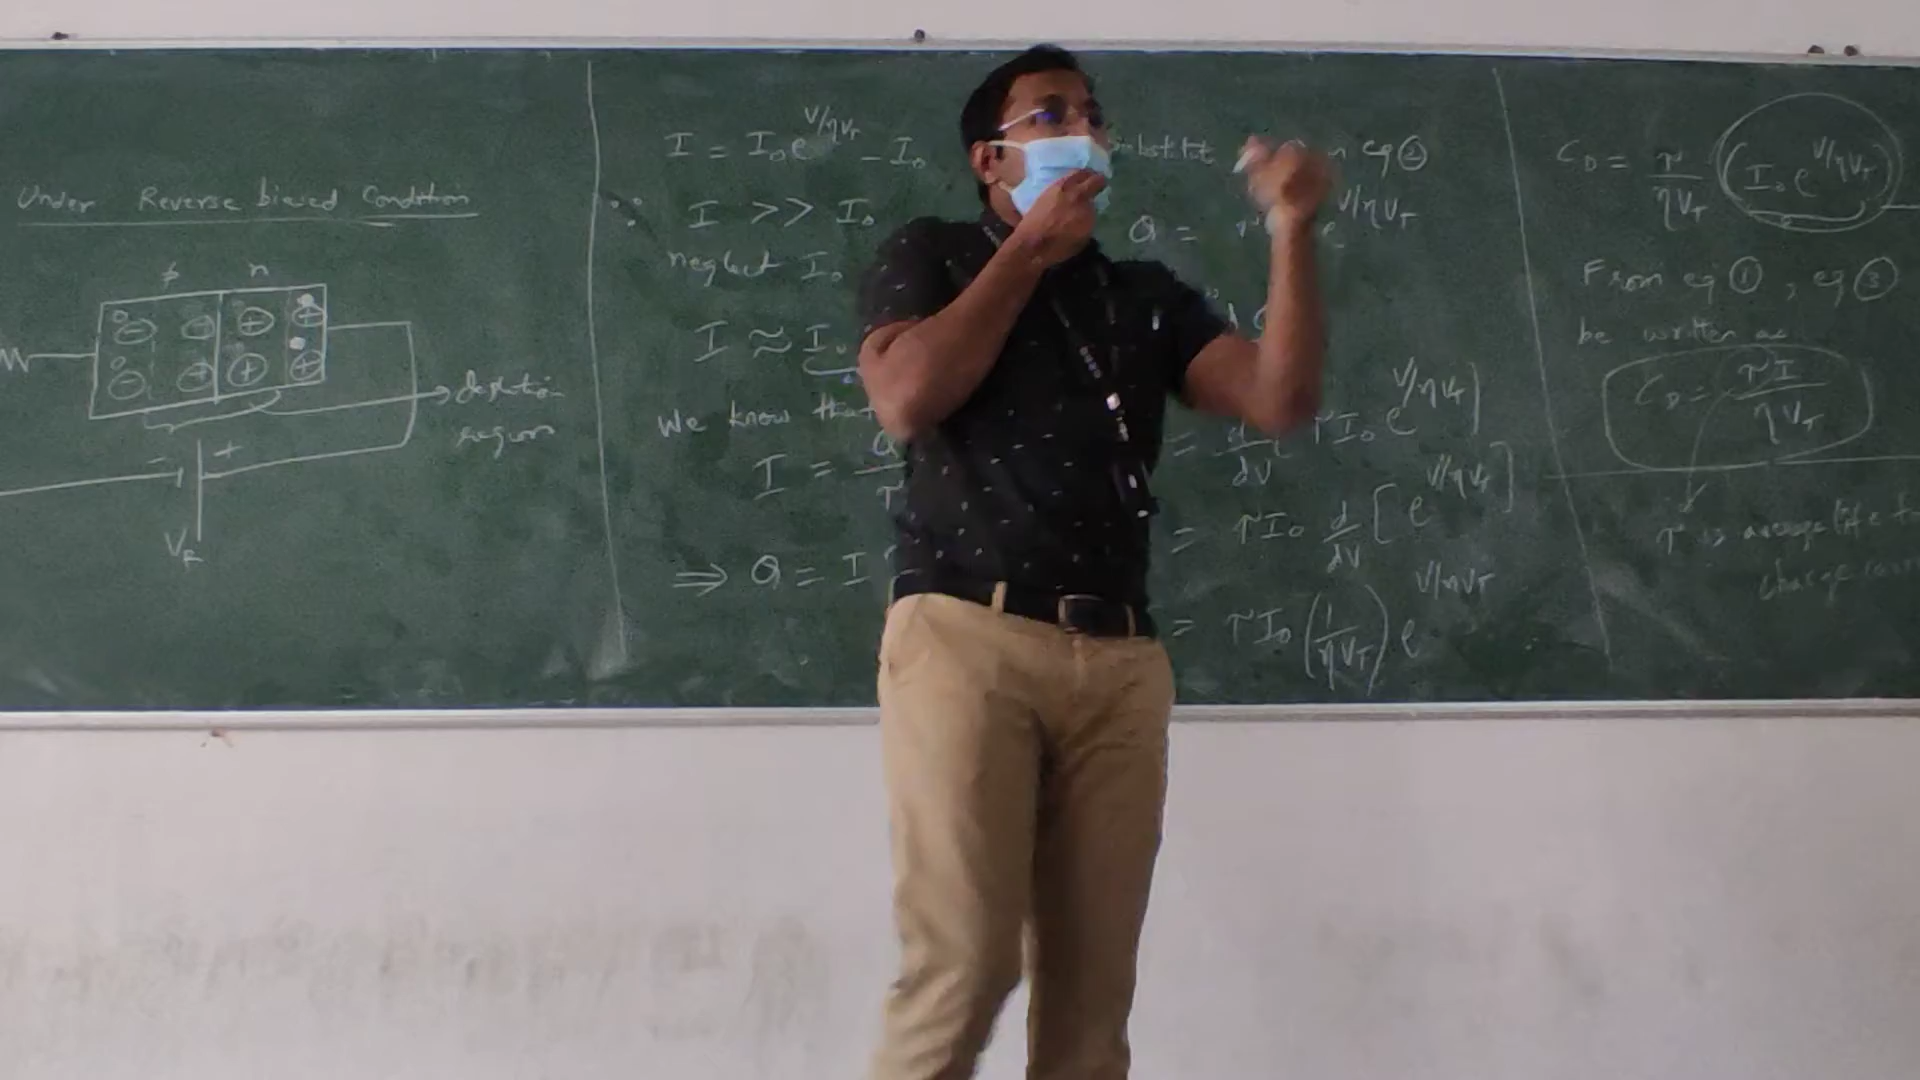 Under Reverse biased Condition
p n
depletion
region
- +
V_R
I = I₀e^{V/ηV_T} - I₀
∵ I >> I₀
neglect I₀
I ≈ I₀
We know that
I = Q
τ
⇒ Q = I
in eq ②
Q = τ e^{V/ηV_T}
= d/dV [τI₀ e^{V/ηV_T}]
= τI₀ d/dV [e^{V/ηV_T}]
= τI₀ (1/ηV_T) e^{V/ηV_T}
C_D = τ/ηV_T (I₀e^{V/ηV_T})
From eq ①, eq ③
be written as
C_D = τI/ηV_T
τ is average life
charge